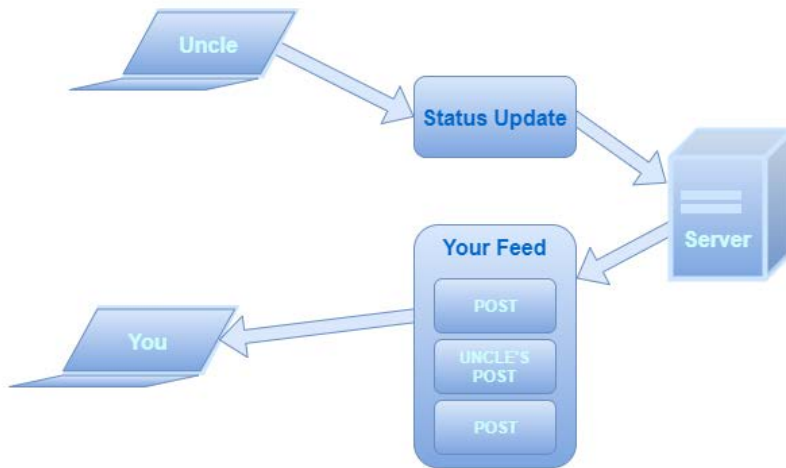 Uncle
Status Update
Server
Your Feed
POST
You
UNCLE'S
POST
POST